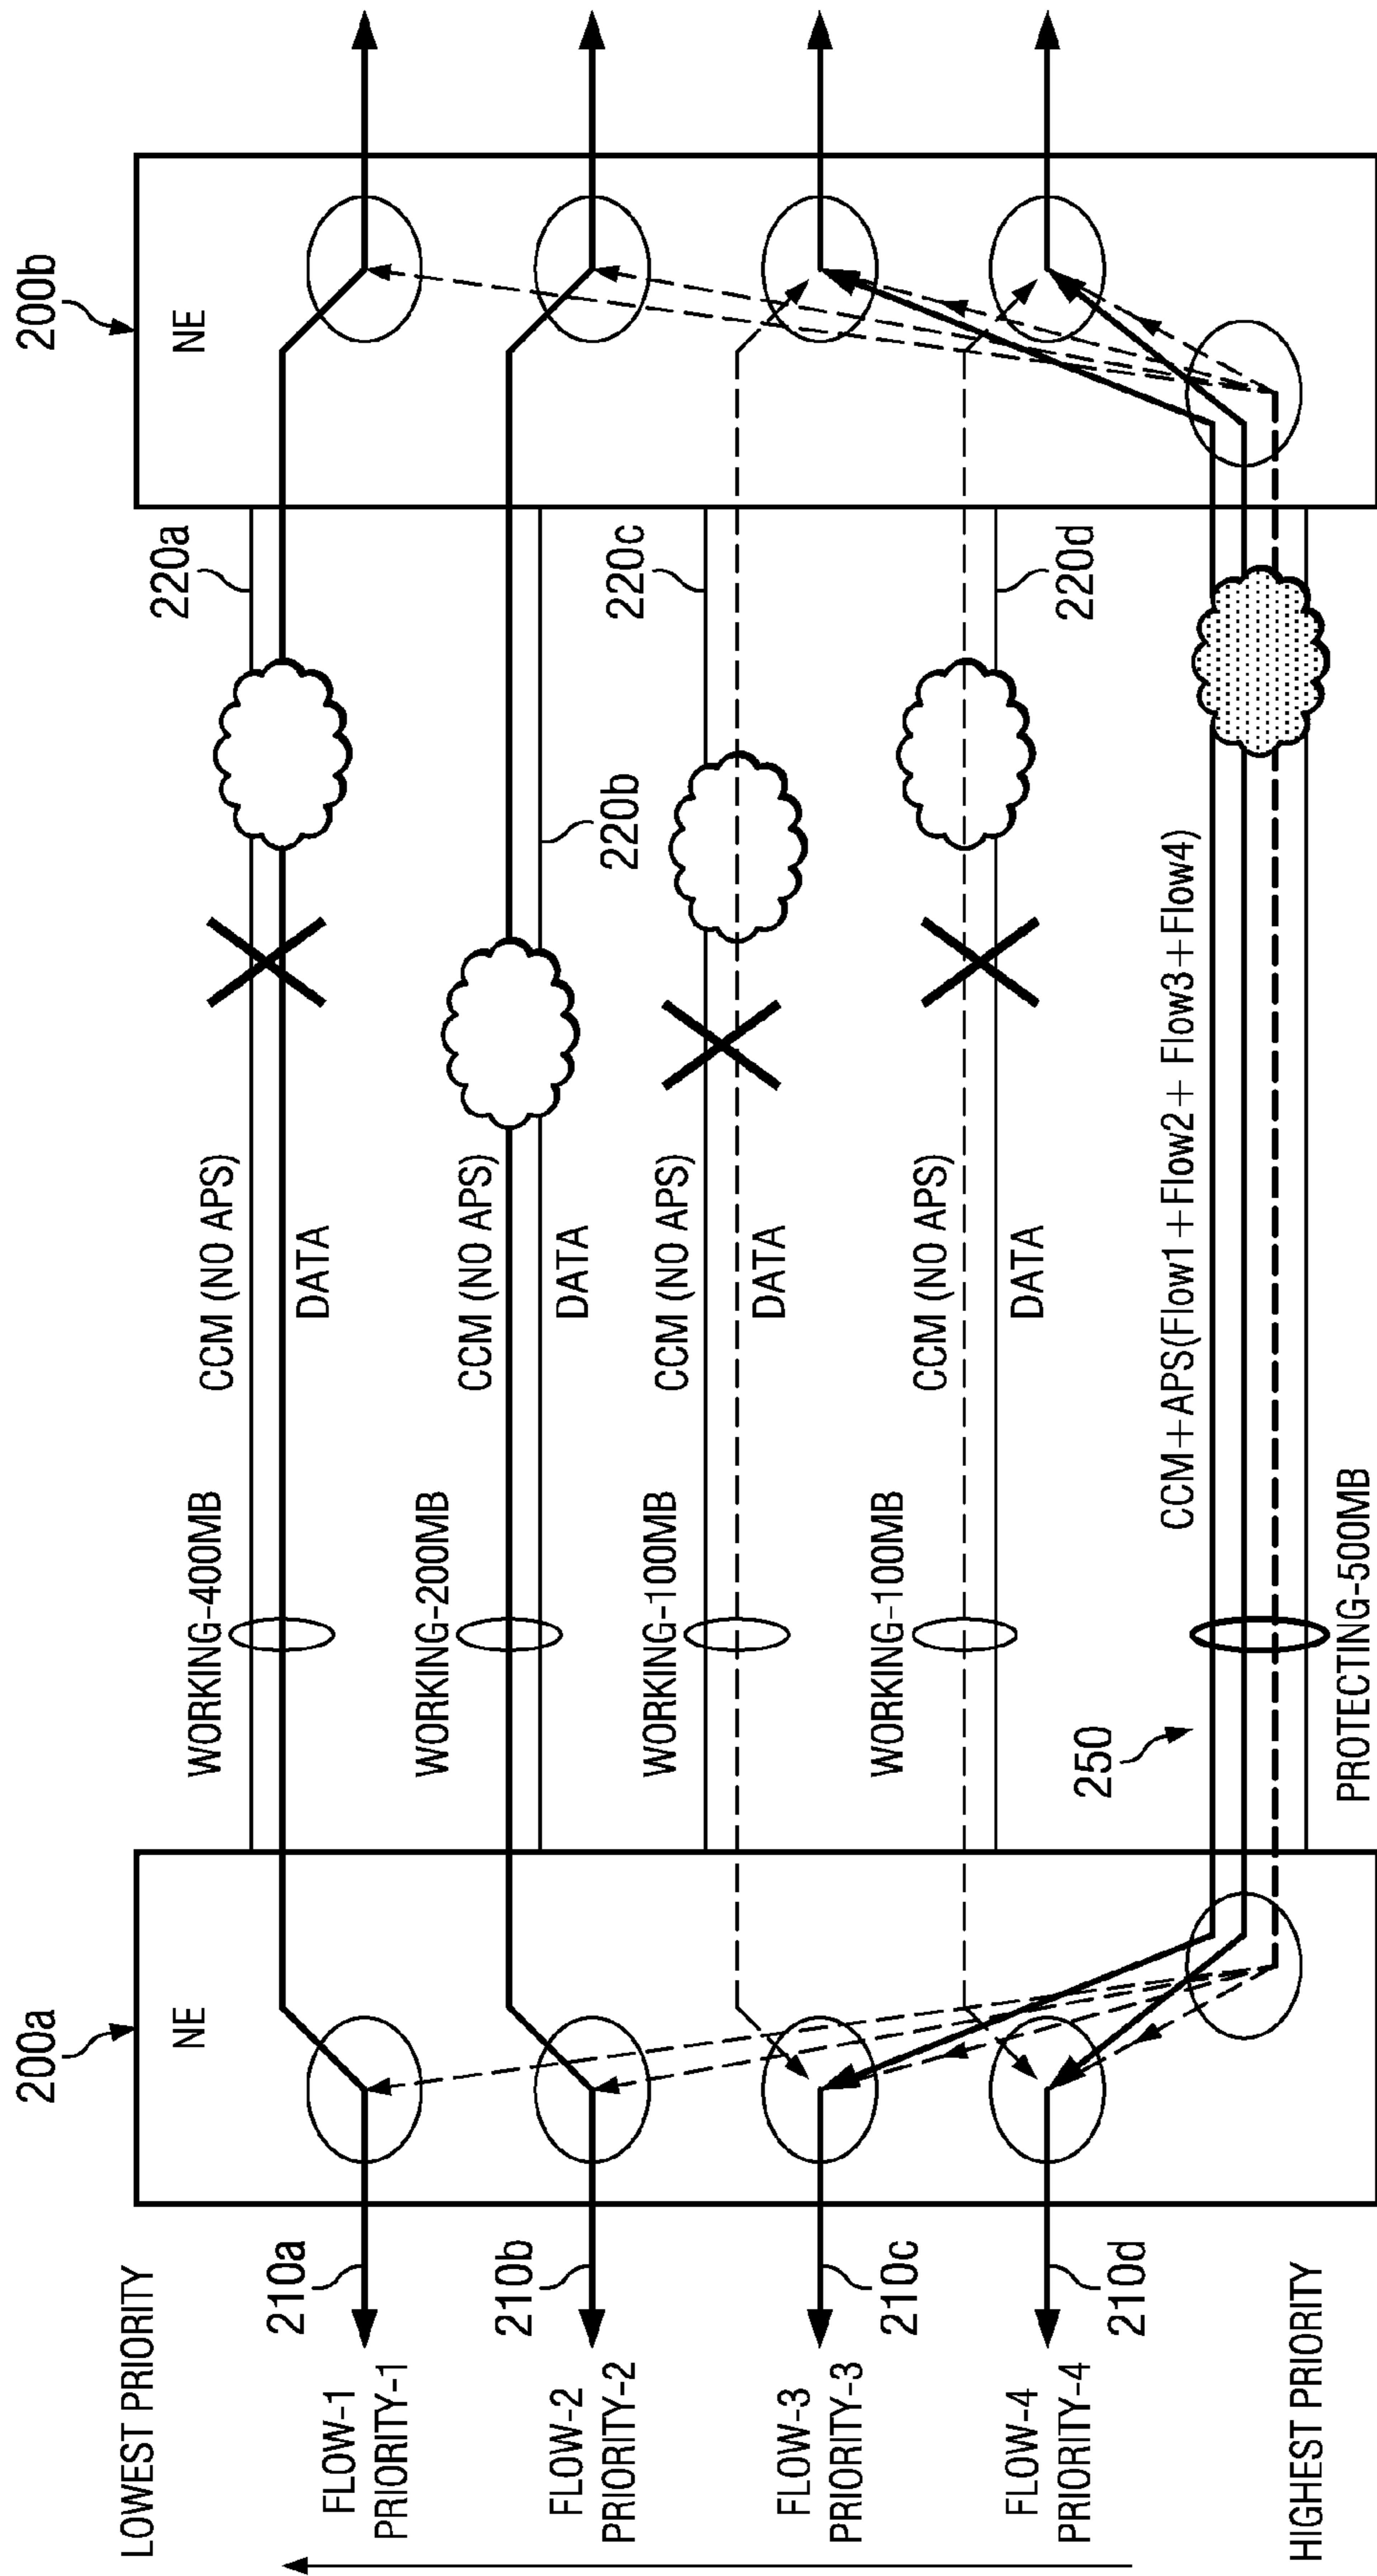 LOWEST PRIORITY
FLOW-1
PRIORITY-1
210a
FLOW-2
PRIORITY-2
210b
FLOW-3
PRIORITY-3
210c
FLOW-4
PRIORITY-4
210d
HIGHEST PRIORITY
200a
NE
WORKING-400MB
CCM (NO APS)
DATA
220a
WORKING-200MB
CCM (NO APS)
DATA
220b
WORKING-100MB
CCM (NO APS)
DATA
220c
WORKING-100MB
CCM (NO APS)
DATA
220d
250
CCM+APS(Flow1+Flow2+ Flow3+Flow4)
PROTECTING-500MB
200b
NE